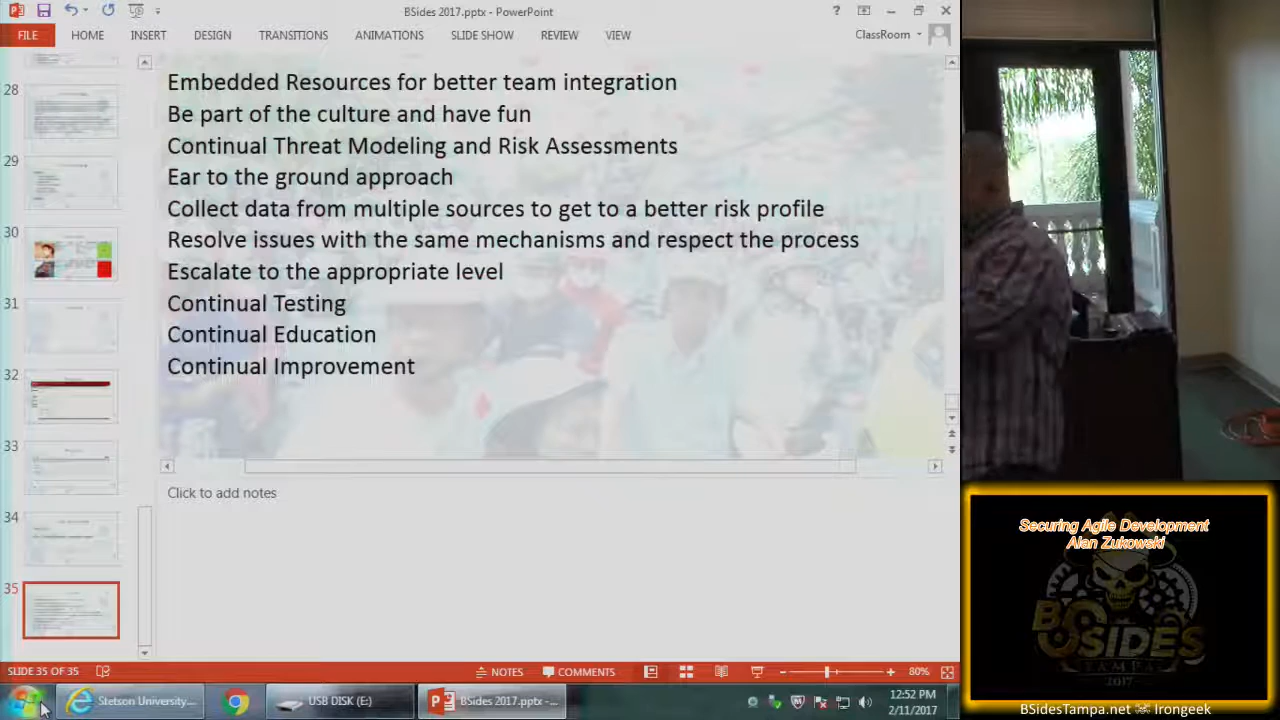 BSides 2017.pptx - PowerPoint
?
FILE
HOME
INSERT
DESIGN
TRANSITIONS
ANIMATIONS
SLIDE SHOW
REVIEW
VIEW
ClassRoom
28
29
30
31
32
33
34
35
Embedded Resources for better team integration
Be part of the culture and have fun
Continual Threat Modeling and Risk Assessments
Ear to the ground approach
Collect data from multiple sources to get to a better risk profile
Resolve issues with the same mechanisms and respect the process
Escalate to the appropriate level
Continual Testing
Continual Education
Continual Improvement
Click to add notes
SLIDE 35 OF 35
NOTES
COMMENTS
80%
Stetson University...
USB DISK (E:)
BSides 2017.pptx -...
12:52 PM
2/11/2017
Securing Agile Development
Alan Zukowski
BSIDES
TAMPA
2017
BSidesTampa.net Irongeek